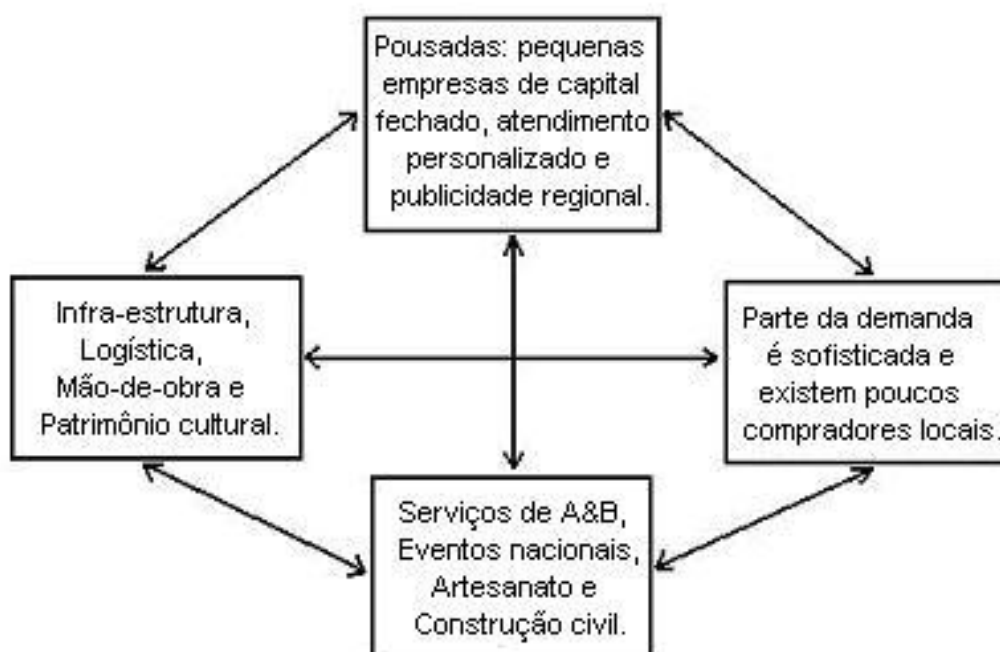 Pousadas: pequenas
empresas de capital
fechado, atendimento
personalizado e
publicidade regional.
Infra-estrutura,
Logística,
Mão-de-obra e
Patrimônio cultural.
Parte da demanda
é sofisticada e
existem poucos
compradores locais.
Serviços de A&B,
Eventos nacionais,
Artesanato e
Construção civil.